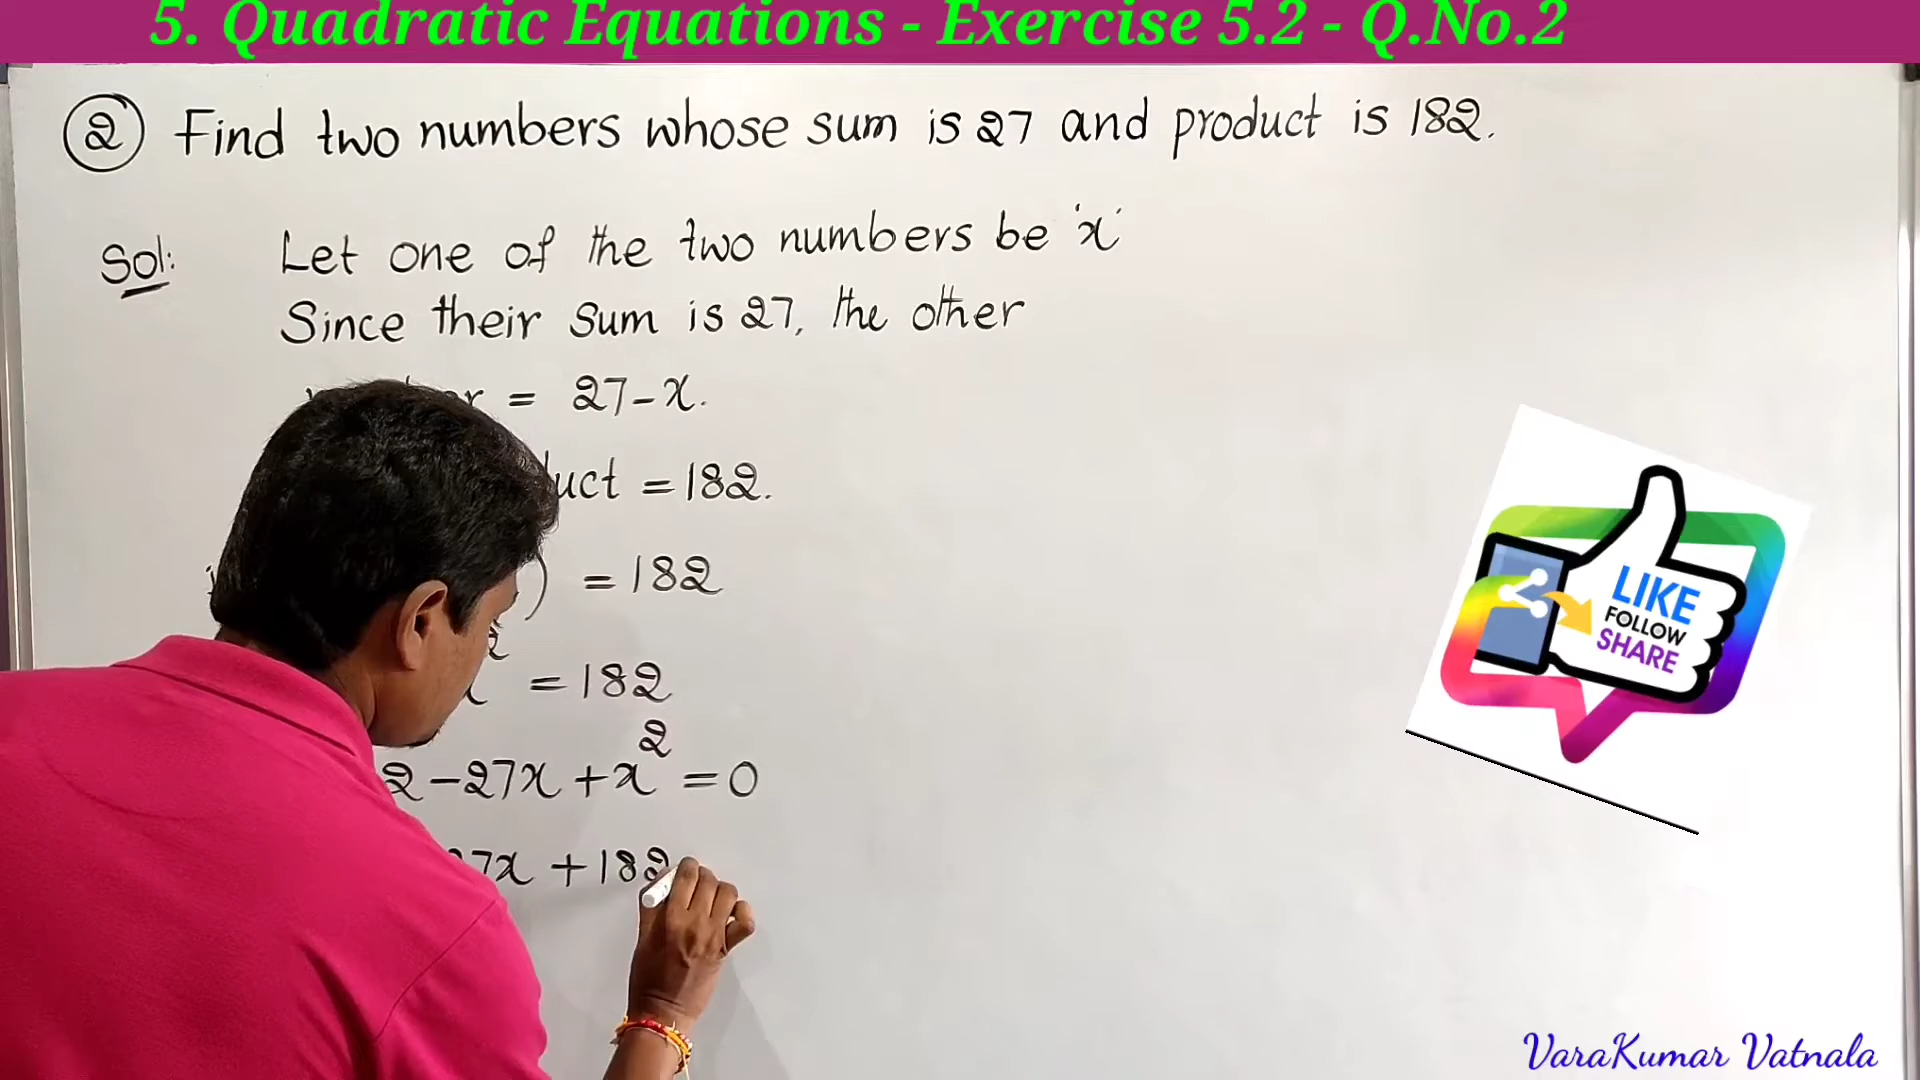 5. Quadratic Equations - Exercise 5.2 - Q.No.2
② Find two numbers whose sum is 27 and product is 182.
Sol: Let one of the two numbers be 'x'
Since their sum is 27, the other
= 27-x.
= 182.
) = 182
= 182
2 - 27x + x² = 0
7x + 182
LIKE
FOLLOW
SHARE
VaraKumar Vatnala